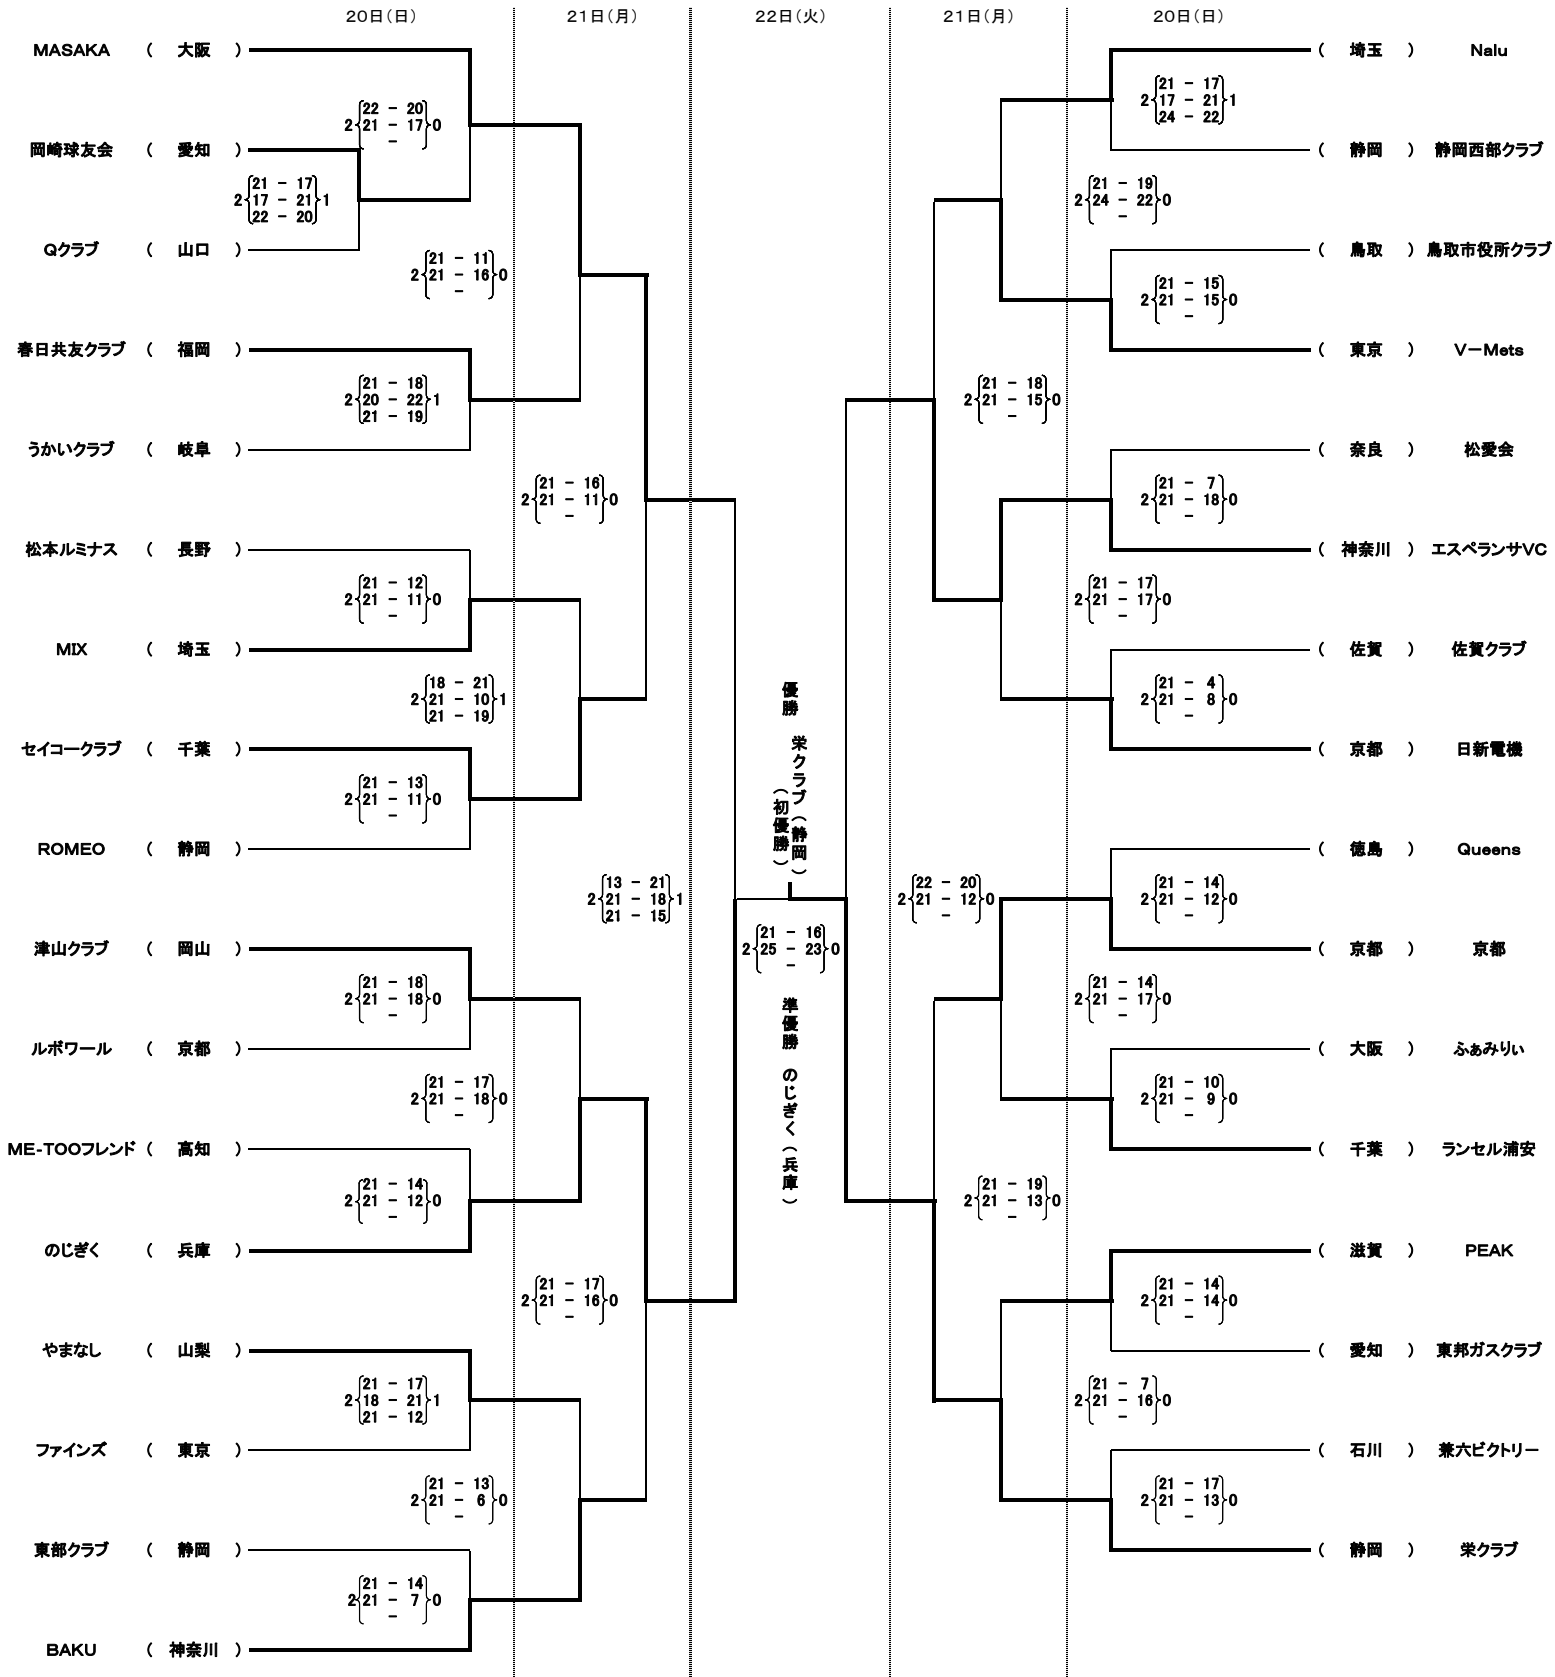 20日(日) 21日(月) 22日(火) 21日(月) 20日(日)
MASAKA ( 大阪 )
( 埼玉 ) Nalu
2 21 - 17 1
17 - 21
24 - 22
2 22 - 20 0
21 - 17
-
岡崎球友会 ( 愛知 )
( 静岡 ) 静岡西部クラブ
2 21 - 17 1
17 - 21
22 - 20
2 21 - 19 0
24 - 22
-
Qクラブ ( 山口 )
( 鳥取 ) 鳥取市役所クラブ
2 21 - 11 0
21 - 16
-
2 21 - 15 0
21 - 15
-
春日共友クラブ ( 福岡 )
( 東京 ) V-Mets
2 21 - 18 1
20 - 22
21 - 19
2 21 - 18 0
21 - 15
-
うかいクラブ ( 岐阜 )
( 奈良 ) 松愛会
2 21 - 16 0
21 - 11
-
2 21 - 7 0
21 - 18
-
松本ルミナス ( 長野 )
( 神奈川 ) エスペランサVC
2 21 - 12 0
21 - 11
-
2 21 - 17 0
21 - 17
-
MIX ( 埼玉 )
( 佐賀 ) 佐賀クラブ
2 18 - 21 1
21 - 10
21 - 19
2 21 - 4 0
21 - 8
-
セイコークラブ ( 千葉 )
( 京都 ) 日新電機
2 21 - 13 0
21 - 11
-
優勝 栄クラブ(静岡)
(初優勝)
ROMEO ( 静岡 )
( 徳島 ) Queens
2 13 - 21 1
21 - 18
21 - 15
2 22 - 20 0
21 - 12
-
2 21 - 14 0
21 - 12
-
2 21 - 16 0
25 - 23
-
津山クラブ ( 岡山 )
( 京都 ) 京都
2 21 - 18 0
21 - 18
-
2 21 - 14 0
21 - 17
-
準優勝 のじぎく(兵庫)
ルボワール ( 京都 )
( 大阪 ) ふぁみりぃ
2 21 - 17 0
21 - 18
-
2 21 - 10 0
21 - 9
-
ME-TOOフレンド ( 高知 )
( 千葉 ) ランセル浦安
2 21 - 14 0
21 - 12
-
2 21 - 19 0
21 - 13
-
のじぎく ( 兵庫 )
( 滋賀 ) PEAK
2 21 - 17 0
21 - 16
-
2 21 - 14 0
21 - 14
-
やまなし ( 山梨 )
( 愛知 ) 東邦ガスクラブ
2 21 - 17 1
18 - 21
21 - 12
2 21 - 7 0
21 - 16
-
ファインズ ( 東京 )
( 石川 ) 兼六ビクトリー
2 21 - 13 0
21 - 6
-
2 21 - 17 0
21 - 13
-
東部クラブ ( 静岡 )
( 静岡 ) 栄クラブ
2 21 - 14 0
21 - 7
-
BAKU ( 神奈川 )